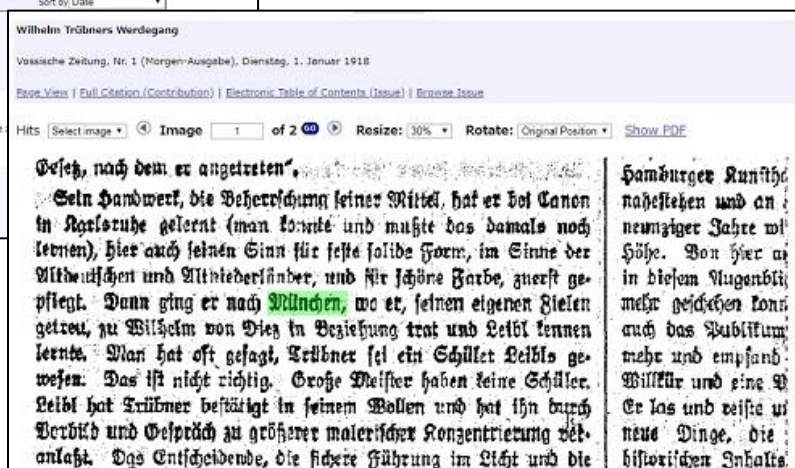 Sort by Date
Wilhelm Trübners Werdegang
Vossische Zeitung, Nr. 1 (Morgen-Ausgabe), Dienstag, 1. Januar 1918
Page View | Full Citation (Contribution) | Electronic Table of Contents (Issue) | Browse Issue
Hits Select image Image 1 of 2 GO Resize: 30% Rotate: Original Position Show PDF
Gesetz, nach dem er angetreten“.
Sein Handwerk, die Beherrschung seiner Mittel, hat er bei Canon
in Karlsruhe gelernt (man konnte und mußte das damals noch
lernen), hier auch seinen Sinn für feste solide Form, im Sinne der
Altdeutschen und Altniederländer, und für schöne Farbe, zuerst ge-
pflegt. Dann ging er nach München, wo er, seinen eigenen Zielen
getreu, zu Wilhelm von Diez in Beziehung trat und Leibl kennen
lernte. Man hat oft gesagt, Trübner sei ein Schüler Leibls ge-
wesen. Das ist nicht richtig. Große Meister haben keine Schüler.
Leibl hat Trübner bestätigt in seinem Wollen und hat ihn durch
Vorbild und Gespräch zu größerer malerischer Konzentrierung ver-
anlaßt. Das Entscheidende, die sichere Führung im Licht und die
Hamburger Kunsth
nahestehen und an
neunziger Jahre
Höhe. Von hier
in diesem Augenbli
mehr geschehen konn
auch das Publikum
mehr und empfand
Willkür und eine
Er las und reiste
neue Dinge, die
historischen Inhalts